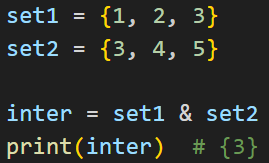 set1 = {1, 2, 3}
set2 = {3, 4, 5}
inter = set1 & set2
print(inter)  # {3}